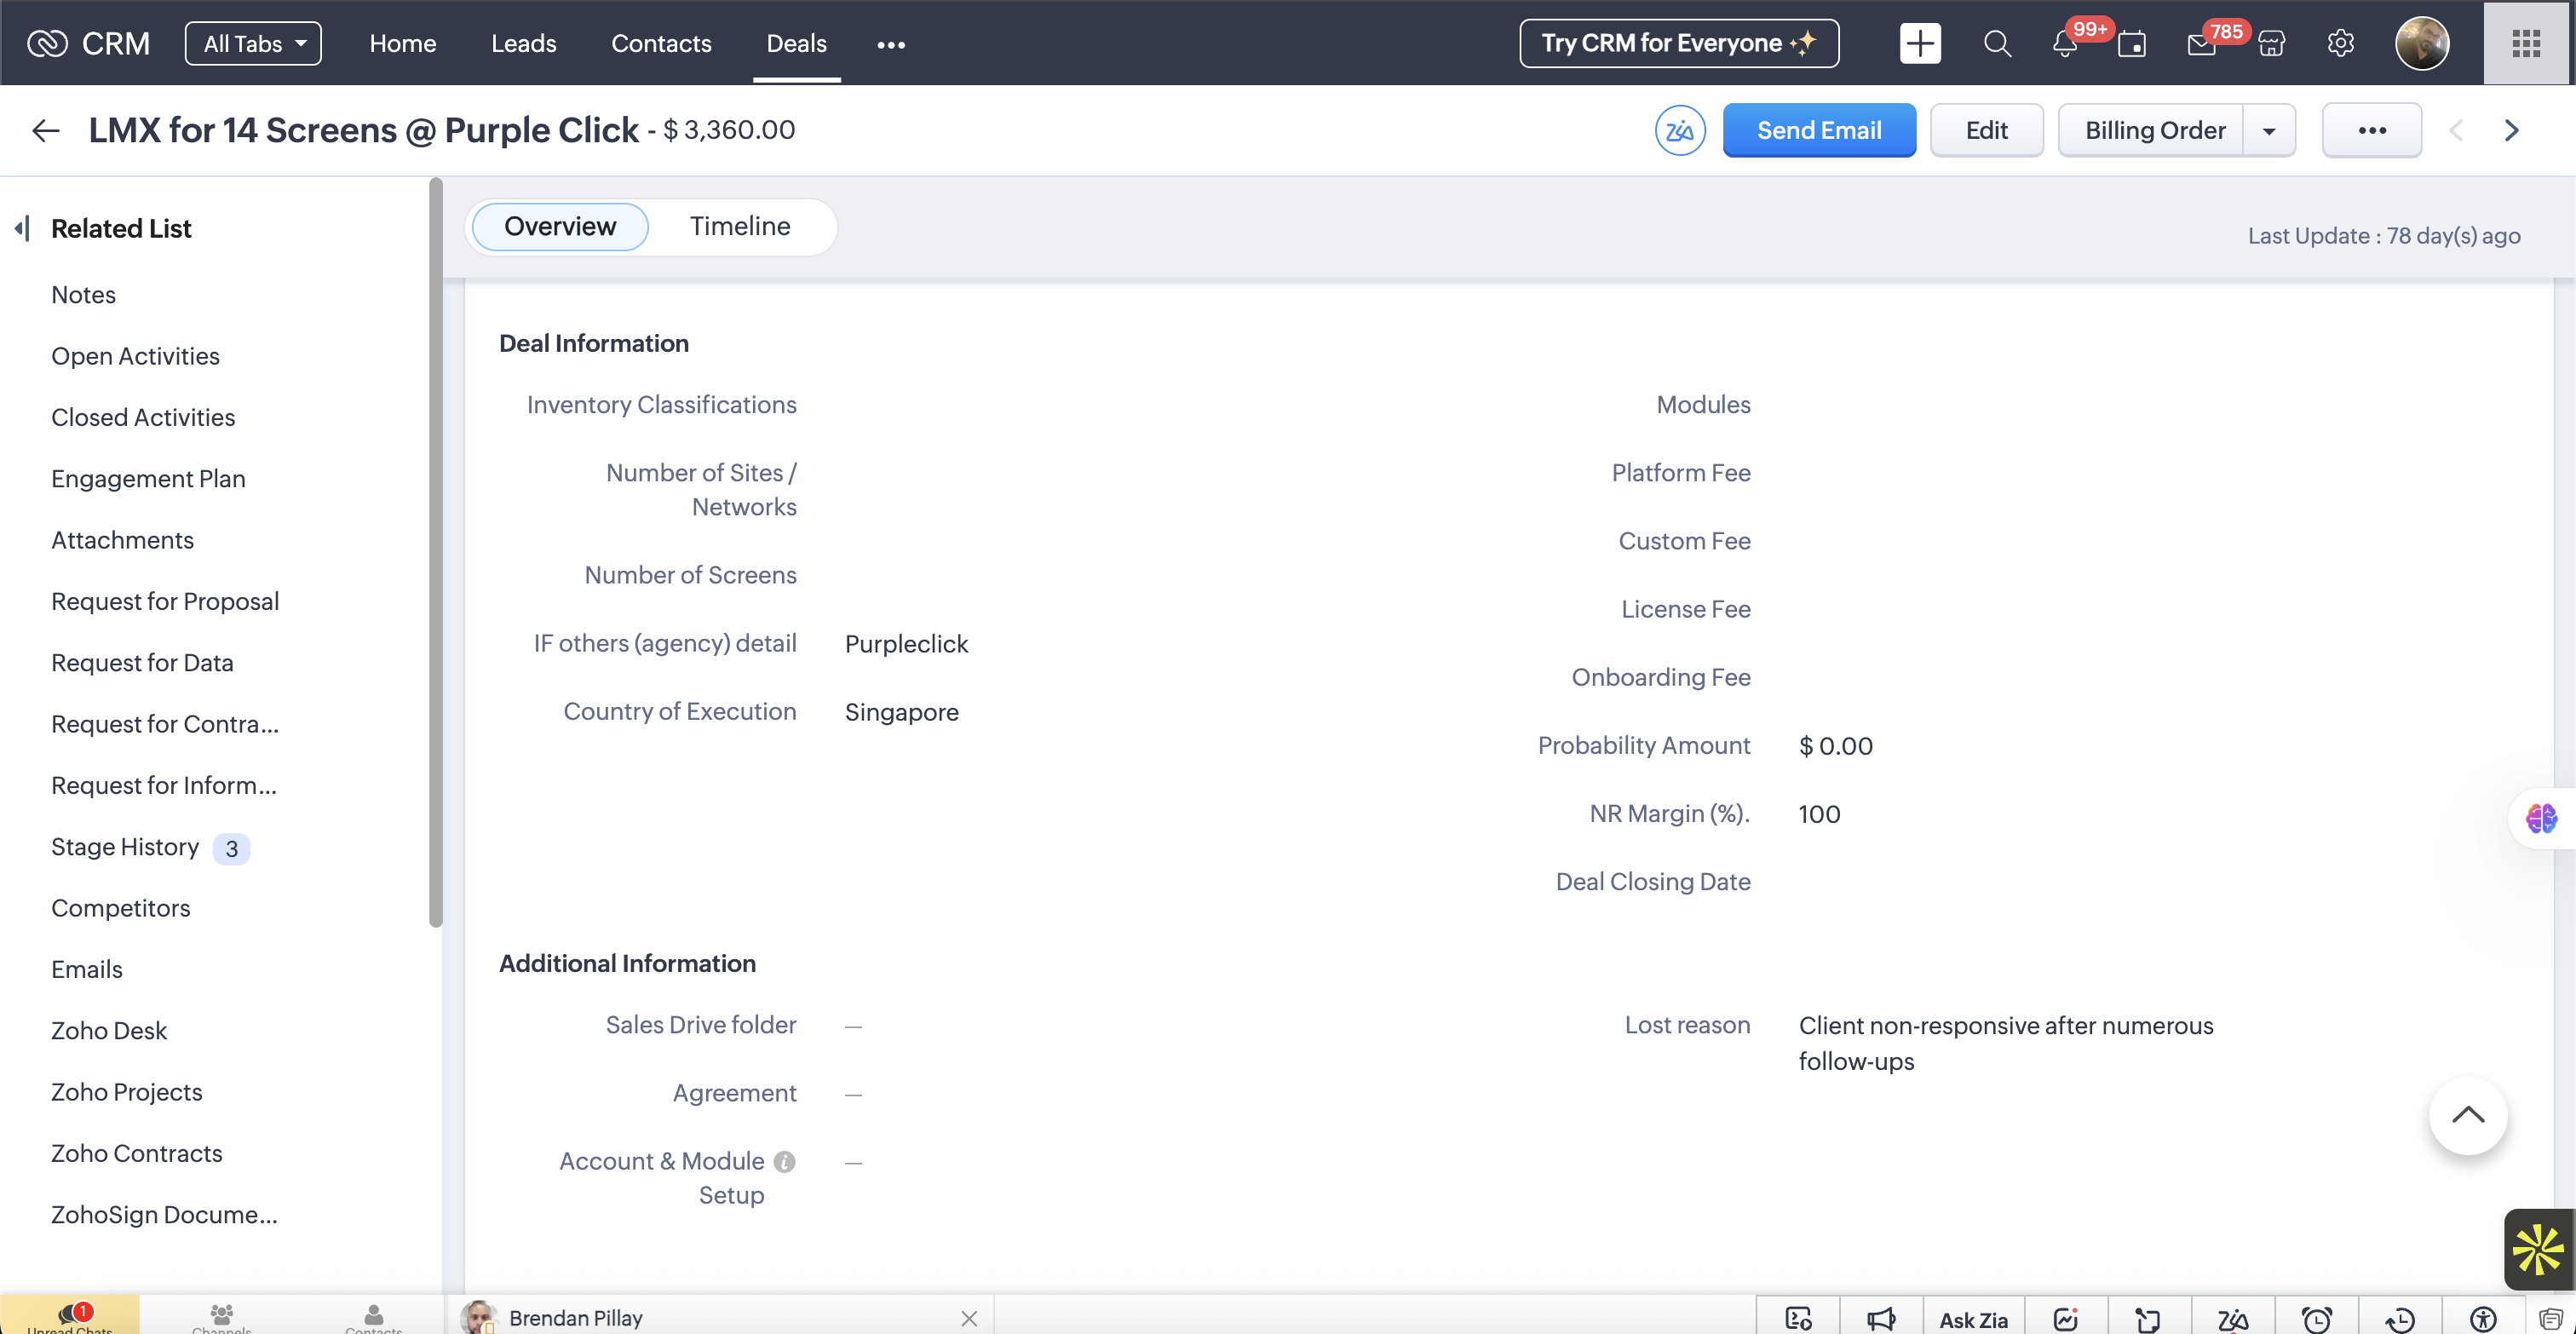 CRM
All Tabs
Home
Leads
Contacts
Deals
Try CRM for Everyone
99+
785
LMX for 14 Screens @ Purple Click - $ 3,360.00
Zia
Send Email
Edit
Billing Order
Related List
Notes
Open Activities
Closed Activities
Engagement Plan
Attachments
Request for Proposal
Request for Data
Request for Contra...
Request for Inform...
Stage History 3
Competitors
Emails
Zoho Desk
Zoho Projects
Zoho Contracts
ZohoSign Docume...
Overview
Timeline
Last Update : 78 day(s) ago
Deal Information
Inventory Classifications
Number of Sites /
Networks
Number of Screens
IF others (agency) detail Purpleclick
Country of Execution Singapore
Modules
Platform Fee
Custom Fee
License Fee
Onboarding Fee
Probability Amount $ 0.00
NR Margin (%). 100
Deal Closing Date
Additional Information
Sales Drive folder —
Agreement —
Account & Module —
Setup
Lost reason Client non-responsive after numerous
follow-ups
1
Unread Chats
Channels
Contacts
Brendan Pillay
Ask Zia
Zia